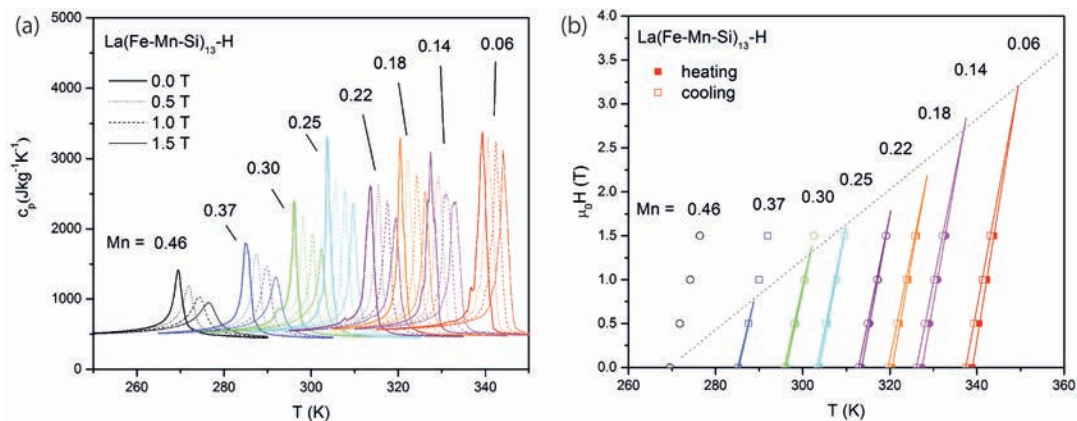 (a)
5000
4000
3000
2000
1000
0
cₚ(Jkg⁻¹K⁻¹)
La(Fe-Mn-Si)₁₃-H
0.0 T
0.5 T
1.0 T
1.5 T
Mn = 0.46
0.37
0.30
0.25
0.22
0.18
0.14
0.06
260
280
300
320
340
T (K)
(b)
4.0
3.5
3.0
2.5
2.0
1.5
1.0
0.5
0.0
μ₀H (T)
La(Fe-Mn-Si)₁₃-H
heating
cooling
Mn = 0.46
0.37
0.30
0.25
0.22
0.18
0.14
0.06
260
280
300
320
340
360
T (K)